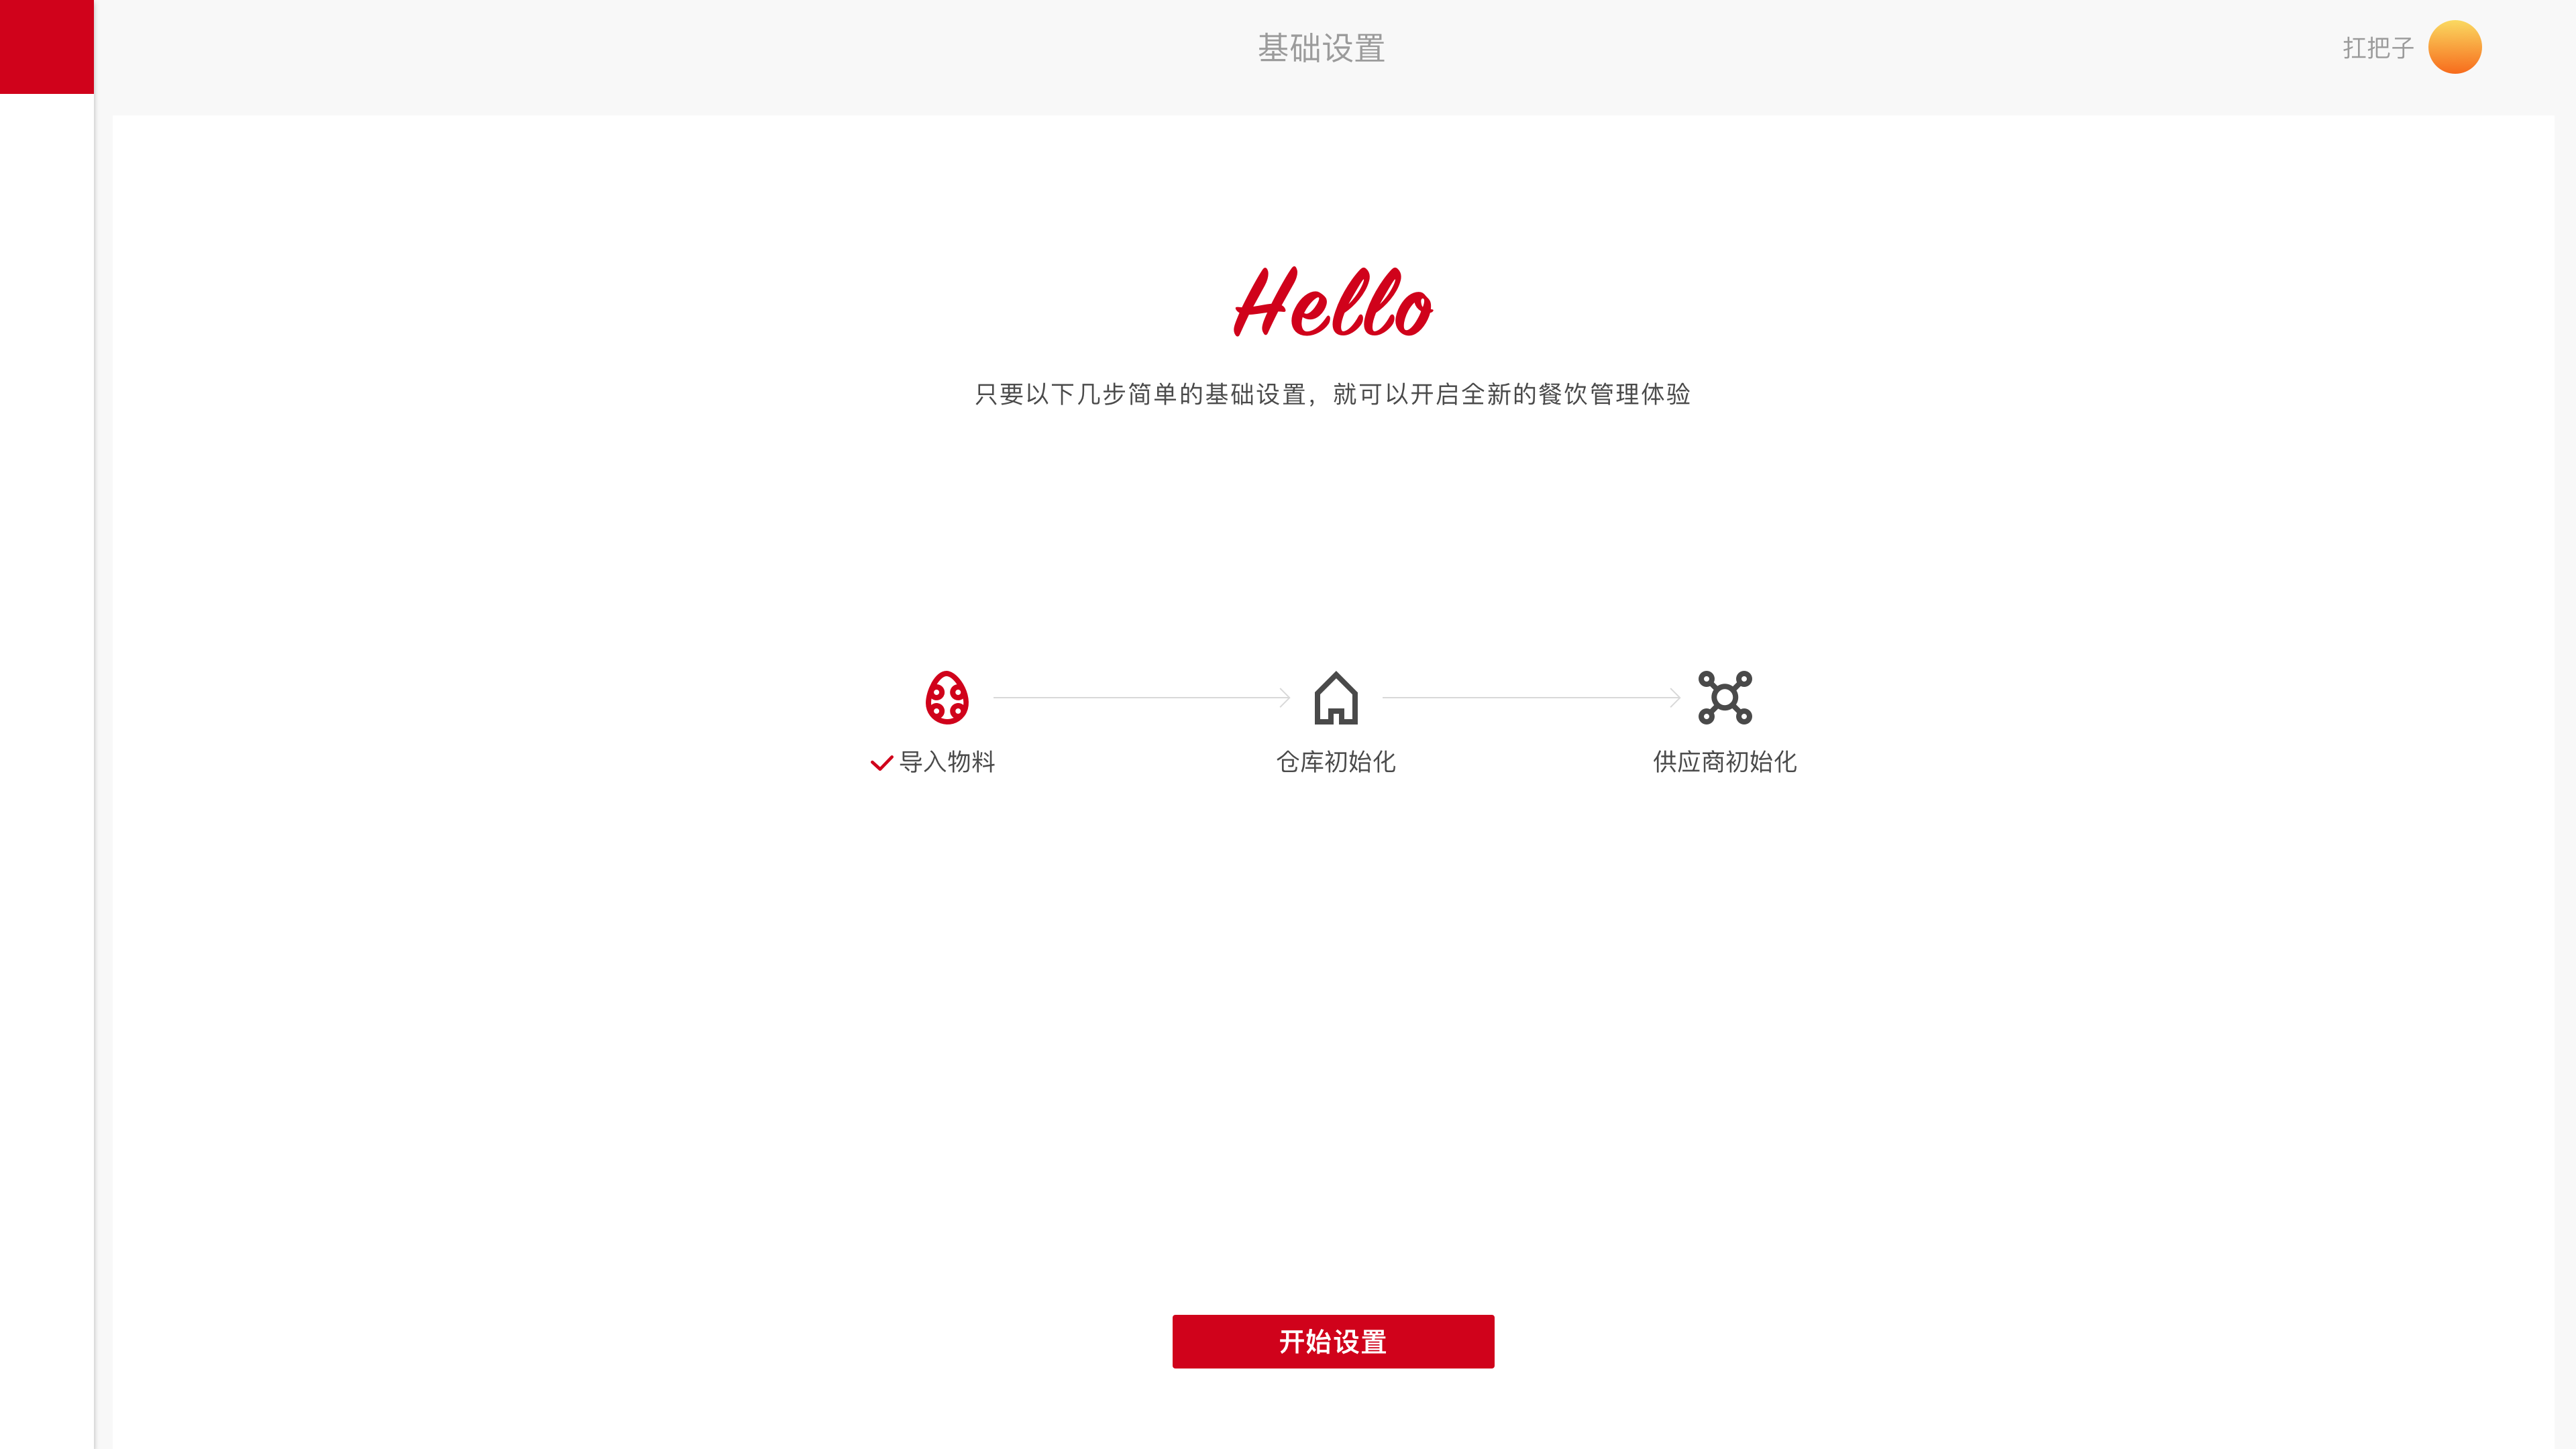 基础设置
扛把子
Hello
只要以下几步简单的基础设置，就可以开启全新的餐饮管理体验
导入物料
仓库初始化
供应商初始化
开始设置